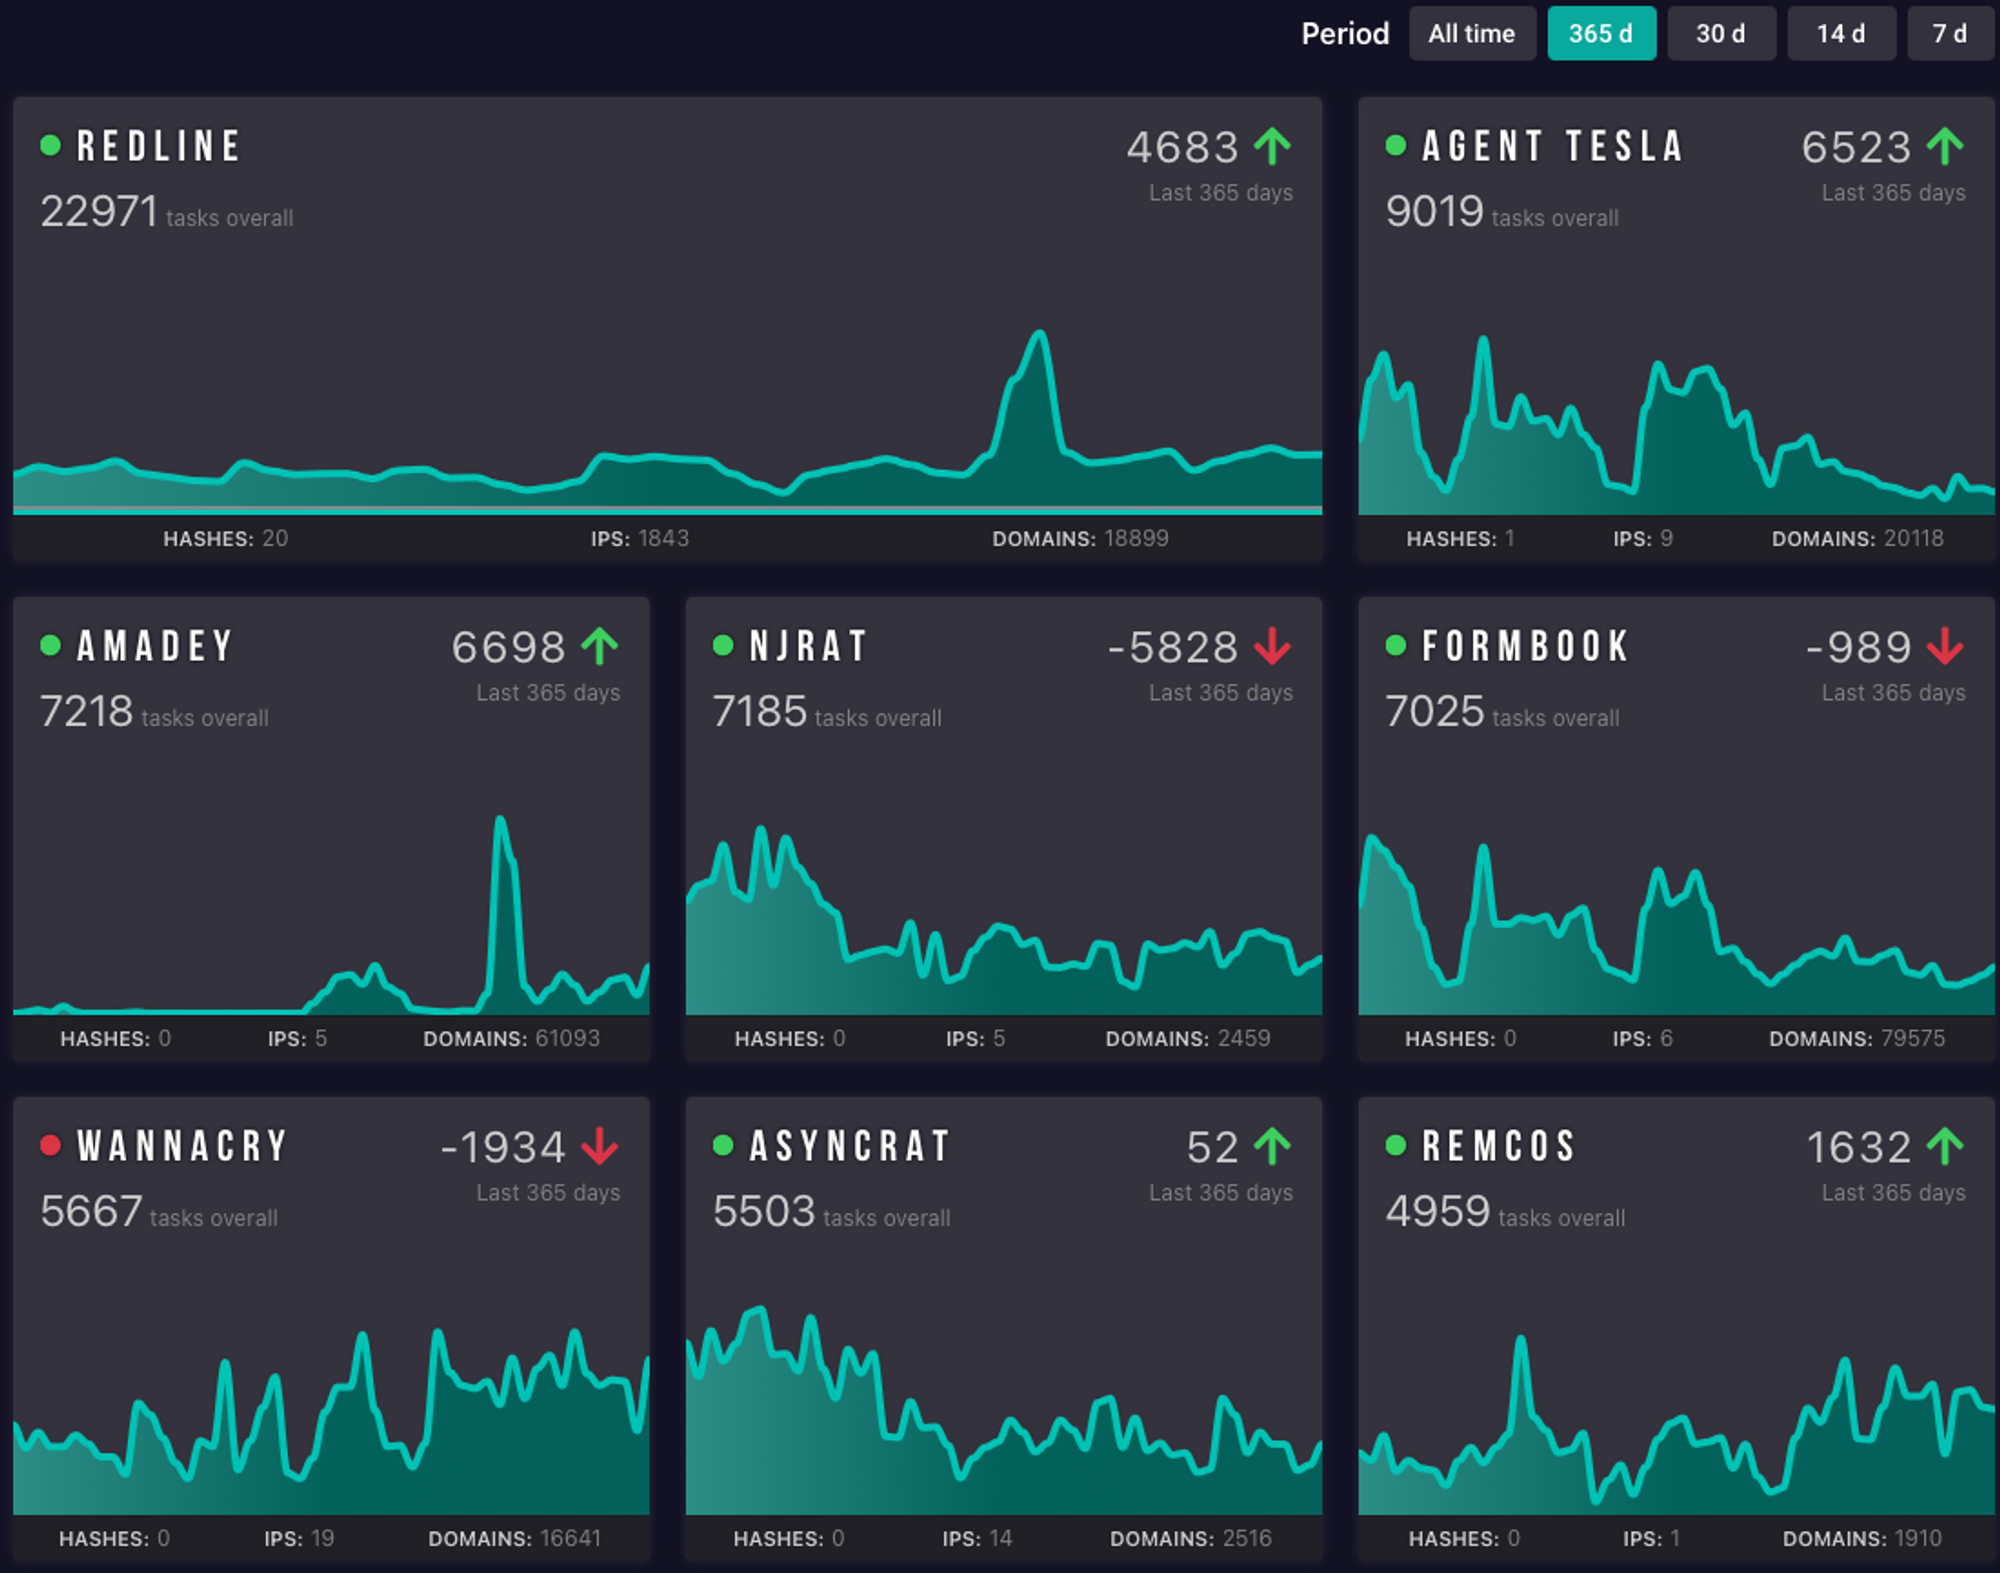 Period All time 365 d 30 d 14 d 7 d
REDLINE 4683
Last 365 days
22971 tasks overall
HASHES: 20 IPS: 1843 DOMAINS: 18899
AGENT TESLA 6523
Last 365 days
9019 tasks overall
HASHES: 1 IPS: 9 DOMAINS: 20118
AMADEY 6698
Last 365 days
7218 tasks overall
HASHES: 0 IPS: 5 DOMAINS: 61093
NJRAT -5828
Last 365 days
7185 tasks overall
HASHES: 0 IPS: 5 DOMAINS: 2459
FORMBOOK -989
Last 365 days
7025 tasks overall
HASHES: 0 IPS: 6 DOMAINS: 79575
WANNACRY -1934
Last 365 days
5667 tasks overall
HASHES: 0 IPS: 19 DOMAINS: 16641
ASYNCRAT 52
Last 365 days
5503 tasks overall
HASHES: 0 IPS: 14 DOMAINS: 2516
REMCOS 1632
Last 365 days
4959 tasks overall
HASHES: 0 IPS: 1 DOMAINS: 1910